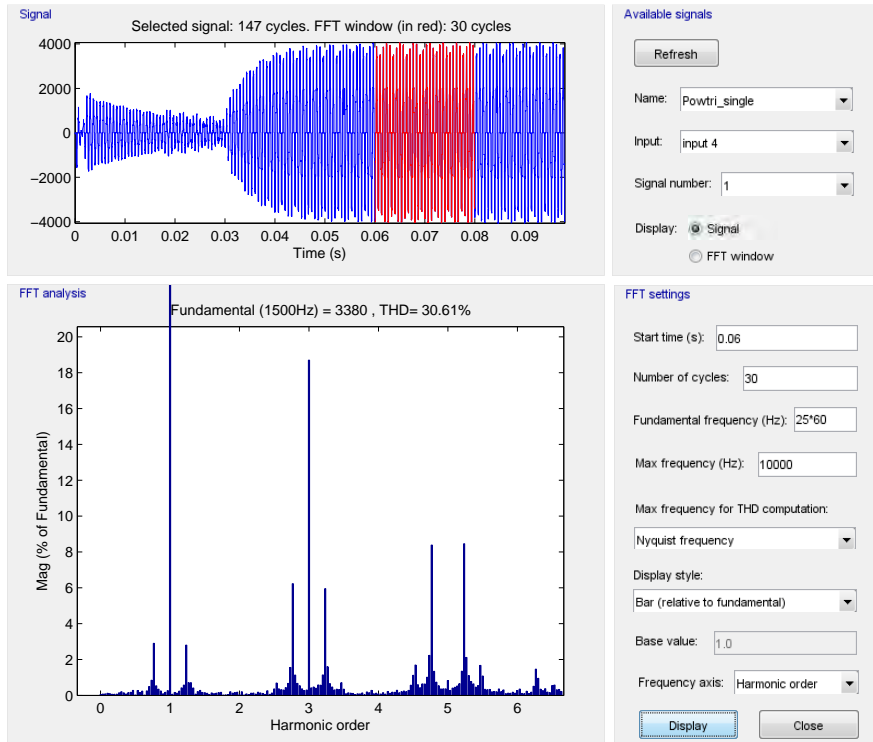 Signal
Selected signal: 147 cycles. FFT window (in red): 30 cycles
4000
2000
0
−2000
−4000
0 0.01 0.02 0.03 0.04 0.05 0.06 0.07 0.08 0.09
Time (s)
Available signals
Refresh
Name: Powtri_single
Input: input 4
Signal number: 1
Display: Signal
FFT window
FFT analysis
Fundamental (1500Hz) = 3380 , THD= 30.61%
20
18
16
14
12
10
8
6
4
2
0
Mag (% of Fundamental)
0 1 2 3 4 5 6
Harmonic order
FFT settings
Start time (s): 0.06
Number of cycles: 30
Fundamental frequency (Hz): 25*60
Max frequency (Hz): 10000
Max frequency for THD computation:
Nyquist frequency
Display style:
Bar (relative to fundamental)
Base value: 1.0
Frequency axis: Harmonic order
Display Close